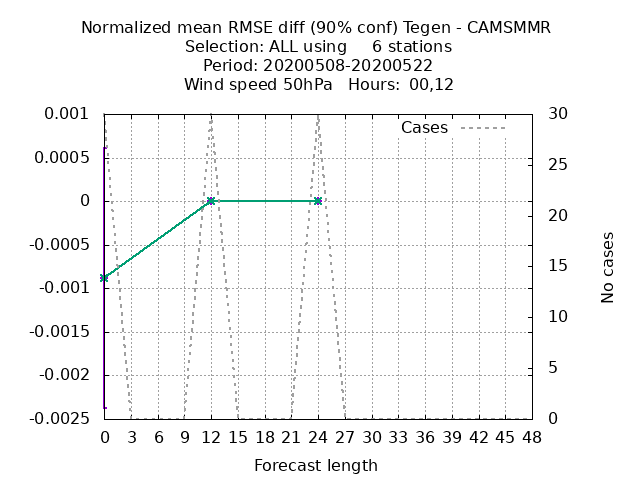 Normalized mean RMSE diff (90% conf) Tegen - CAMSMMR
Selection: ALL using     6 stations
Period: 20200508-20200522
Wind speed 50hPa   Hours:  00,12
0.001
0.0005
0
-0.0005
-0.001
-0.0015
-0.002
-0.0025
Cases
30
25
20
15
10
5
0
No cases
0 3 6 9 12 15 18 21 24 27 30 33 36 39 42 45 48
Forecast length